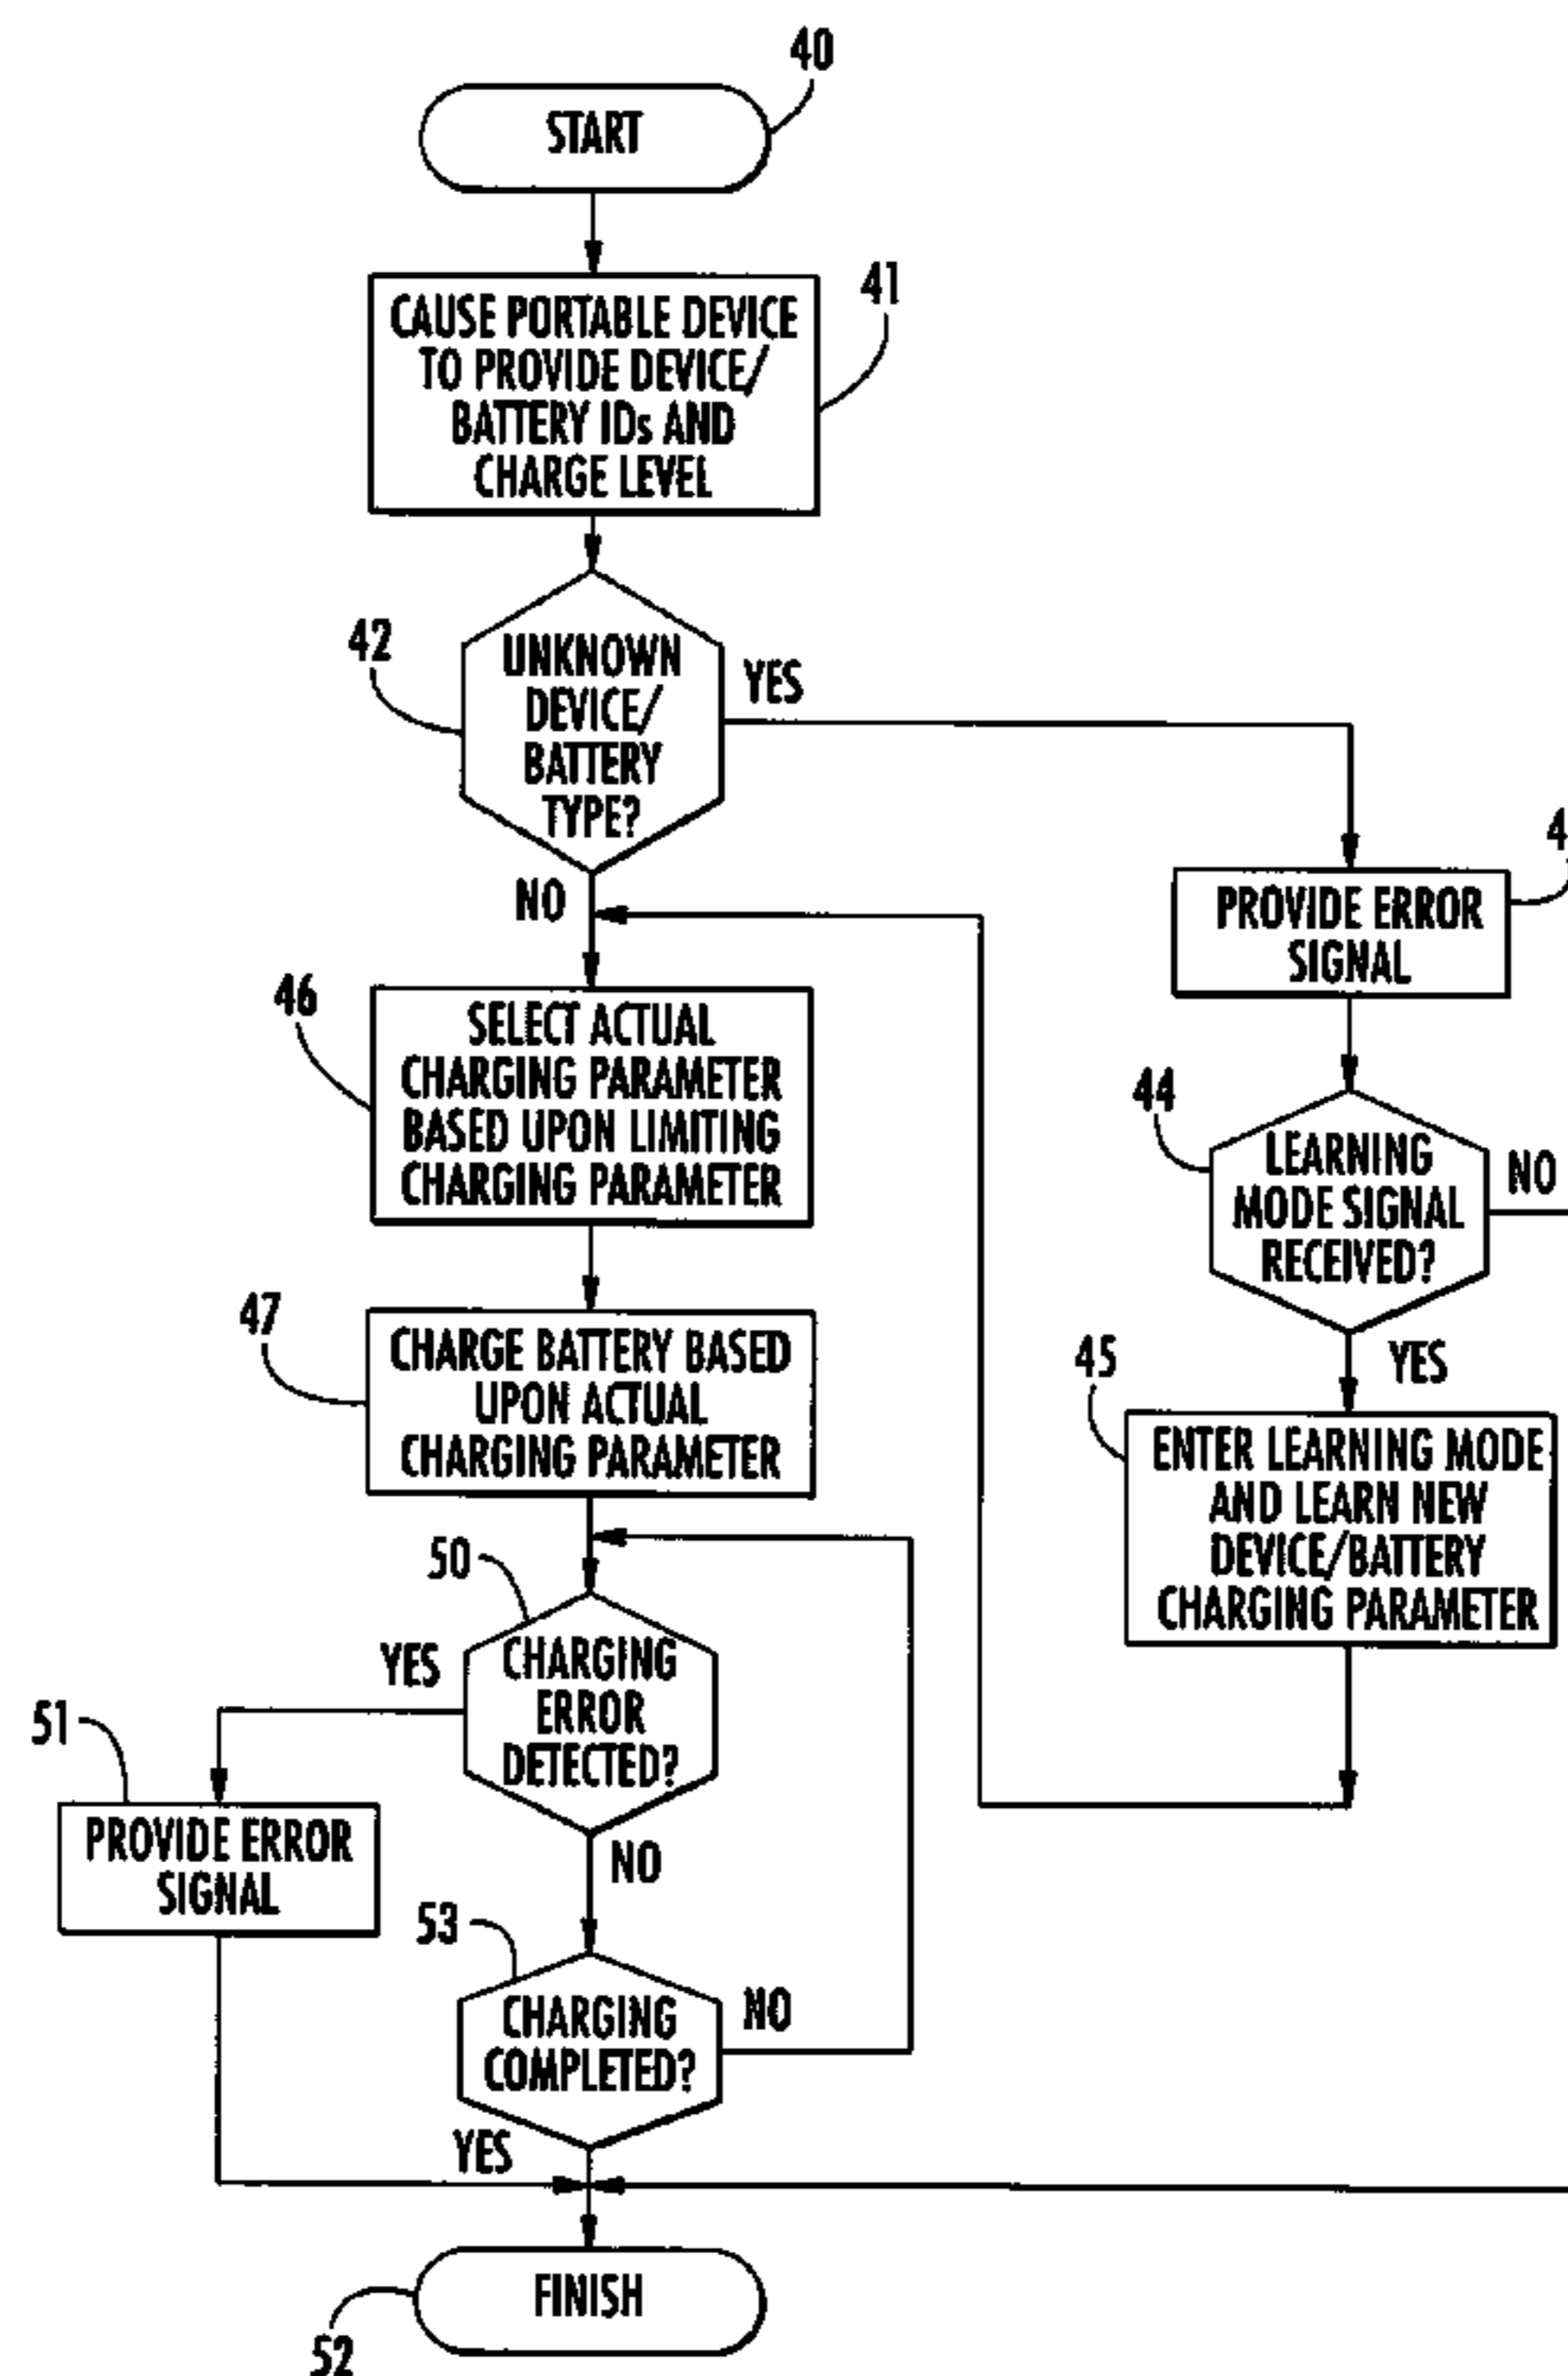 40
START
41
CAUSE PORTABLE DEVICE
TO PROVIDE DEVICE/
BATTERY IDs AND
CHARGE LEVEL
42
UNKNOWN
DEVICE/
BATTERY
TYPE?
YES
NO
4
PROVIDE ERROR
SIGNAL
46
SELECT ACTUAL
CHARGING PARAMETER
BASED UPON LIMITING
CHARGING PARAMETER
44
LEARNING
MODE SIGNAL
RECEIVED?
NO
YES
47
CHARGE BATTERY BASED
UPON ACTUAL
CHARGING PARAMETER
45
ENTER LEARNING MODE
AND LEARN NEW
DEVICE/BATTERY
CHARGING PARAMETER
50
CHARGING
ERROR
DETECTED?
YES
NO
51
PROVIDE ERROR
SIGNAL
53
CHARGING
COMPLETED?
NO
YES
FINISH
52